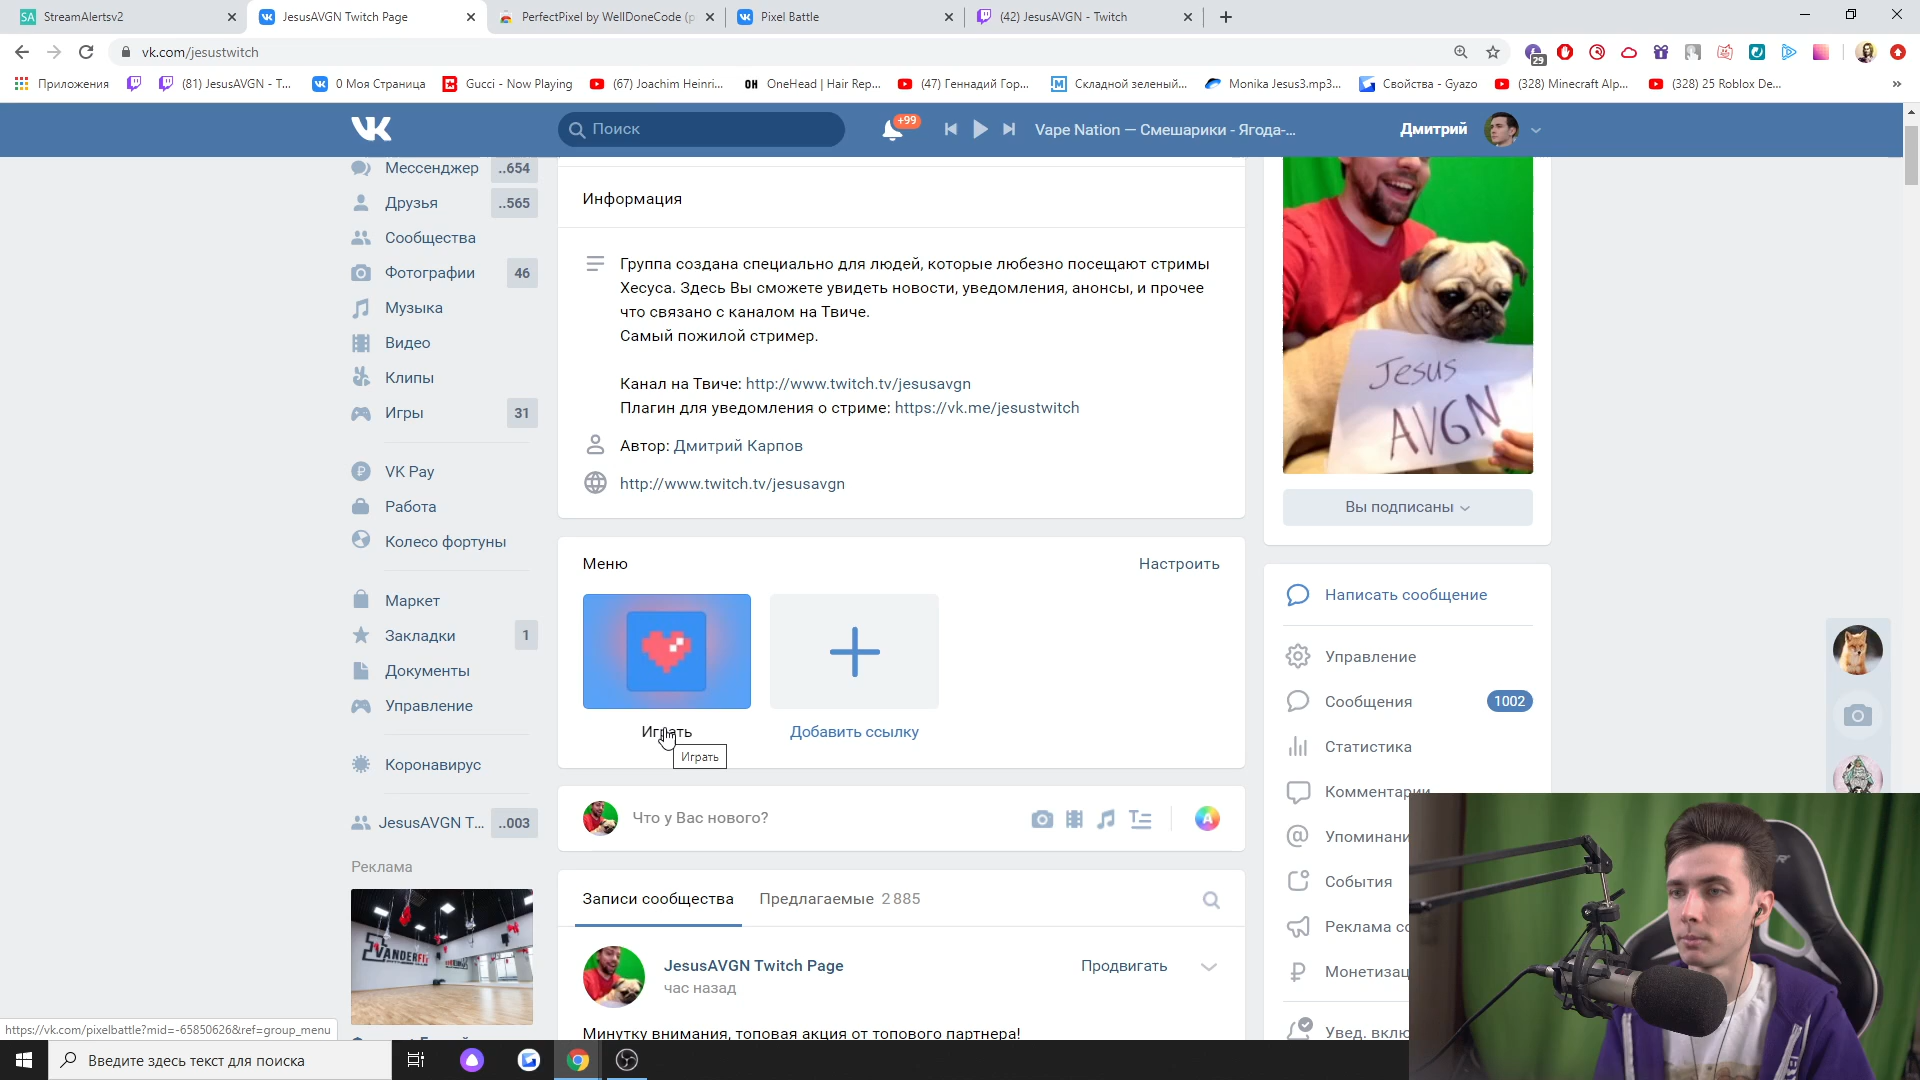 StreamAlertsv2
JesusAVGN Twitch Page
PerfectPixel by WellDoneCode (p
Pixel Battle
(42) JesusAVGN - Twitch
vk.com/jesustwitch
29
Приложения
(81) JesusAVGN - T...
0 Моя Страница
Gucci - Now Playing
(67) Joachim Heinri...
OneHead | Hair Rep...
(47) Геннадий Гор...
Складной зеленый...
Monika Jesus3.mp3...
Свойства - Gyazo
(328) Minecraft Alp...
(328) 25 Roblox De...
Поиск
+99
Vape Nation — Смешарики - Ягода-...
Дмитрий
Мессенджер ..654
Друзья ..565
Сообщества
Фотографии 46
Музыка
Видео
Клипы
Игры 31
VK Pay
Работа
Колесо фортуны
Маркет
Закладки 1
Документы
Управление
Коронавирус
JesusAVGN T... ..003
Реклама
VANDERFIT
Информация
Группа создана специально для людей, которые любезно посещают стримы
Хесуса. Здесь Вы сможете увидеть новости, уведомления, анонсы, и прочее
что связано с каналом на Твиче.
Самый пожилой стример.
Канал на Твиче: http://www.twitch.tv/jesusavgn
Плагин для уведомления о стриме: https://vk.me/jesustwitch
Автор: Дмитрий Карпов
http://www.twitch.tv/jesusavgn
Меню
Настроить
Играть
Добавить ссылку
Играть
Что у Вас нового?
Записи сообщества
Предлагаемые 2 885
JesusAVGN Twitch Page
час назад
Продвигать
Минутку внимания, топовая акция от топового партнера!
Jesus
AVGN
Вы подписаны
Написать сообщение
Управление
Сообщения 1002
Статистика
Комментарии
Упоминани
События
Реклама со
Монетизац
Увед. вклю
https://vk.com/pixelbattle?mid=-65850626&ref=group_menu
Введите здесь текст для поиска